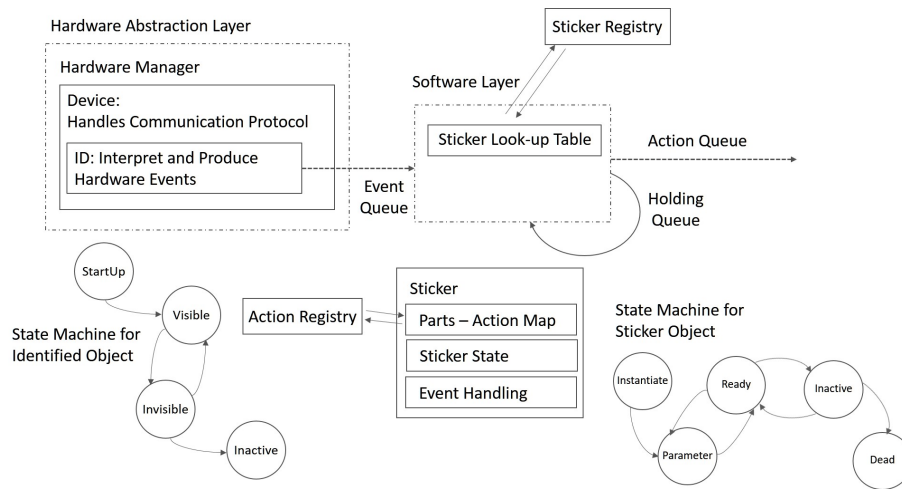 Hardware Abstraction Layer
Sticker Registry
Hardware Manager
Software Layer
Device:
Handles Communication Protocol
Sticker Look-up Table
Action Queue
ID: Interpret and Produce
Hardware Events
Event
Queue
Holding
Queue
StartUp
Visible
State Machine for
Identified Object
Invisible
Inactive
Action Registry
Sticker
Parts – Action Map
Sticker State
Event Handling
State Machine for
Sticker Object
Instantiate
Ready
Inactive
Parameter
Dead